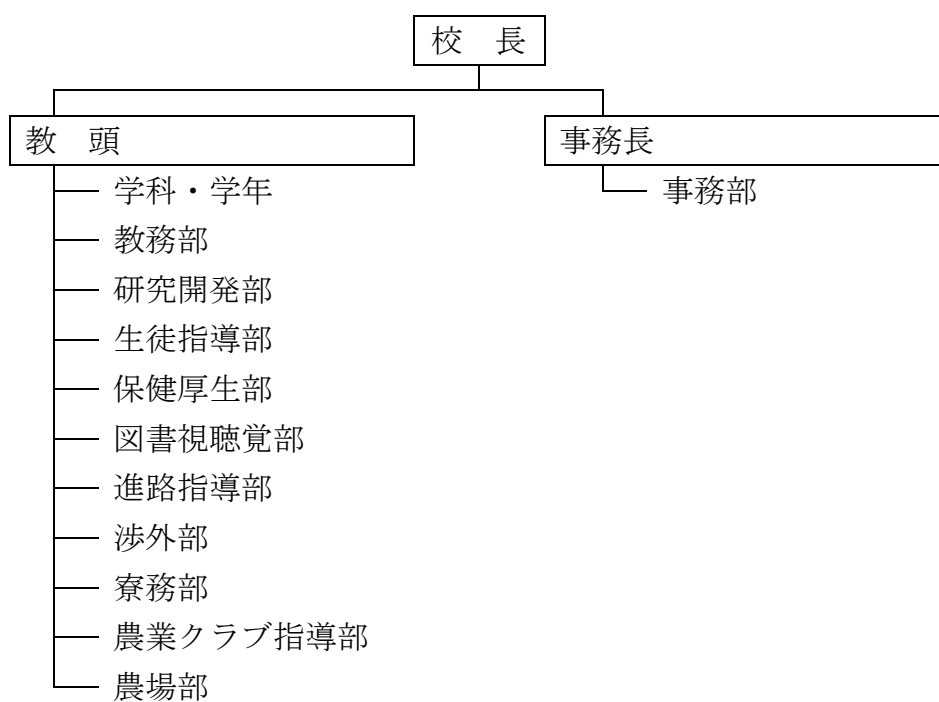 校　長
教　頭
事務長
学科・学年
事務部
教務部
研究開発部
生徒指導部
保健厚生部
図書視聴覚部
進路指導部
渉外部
寮務部
農業クラブ指導部
農場部